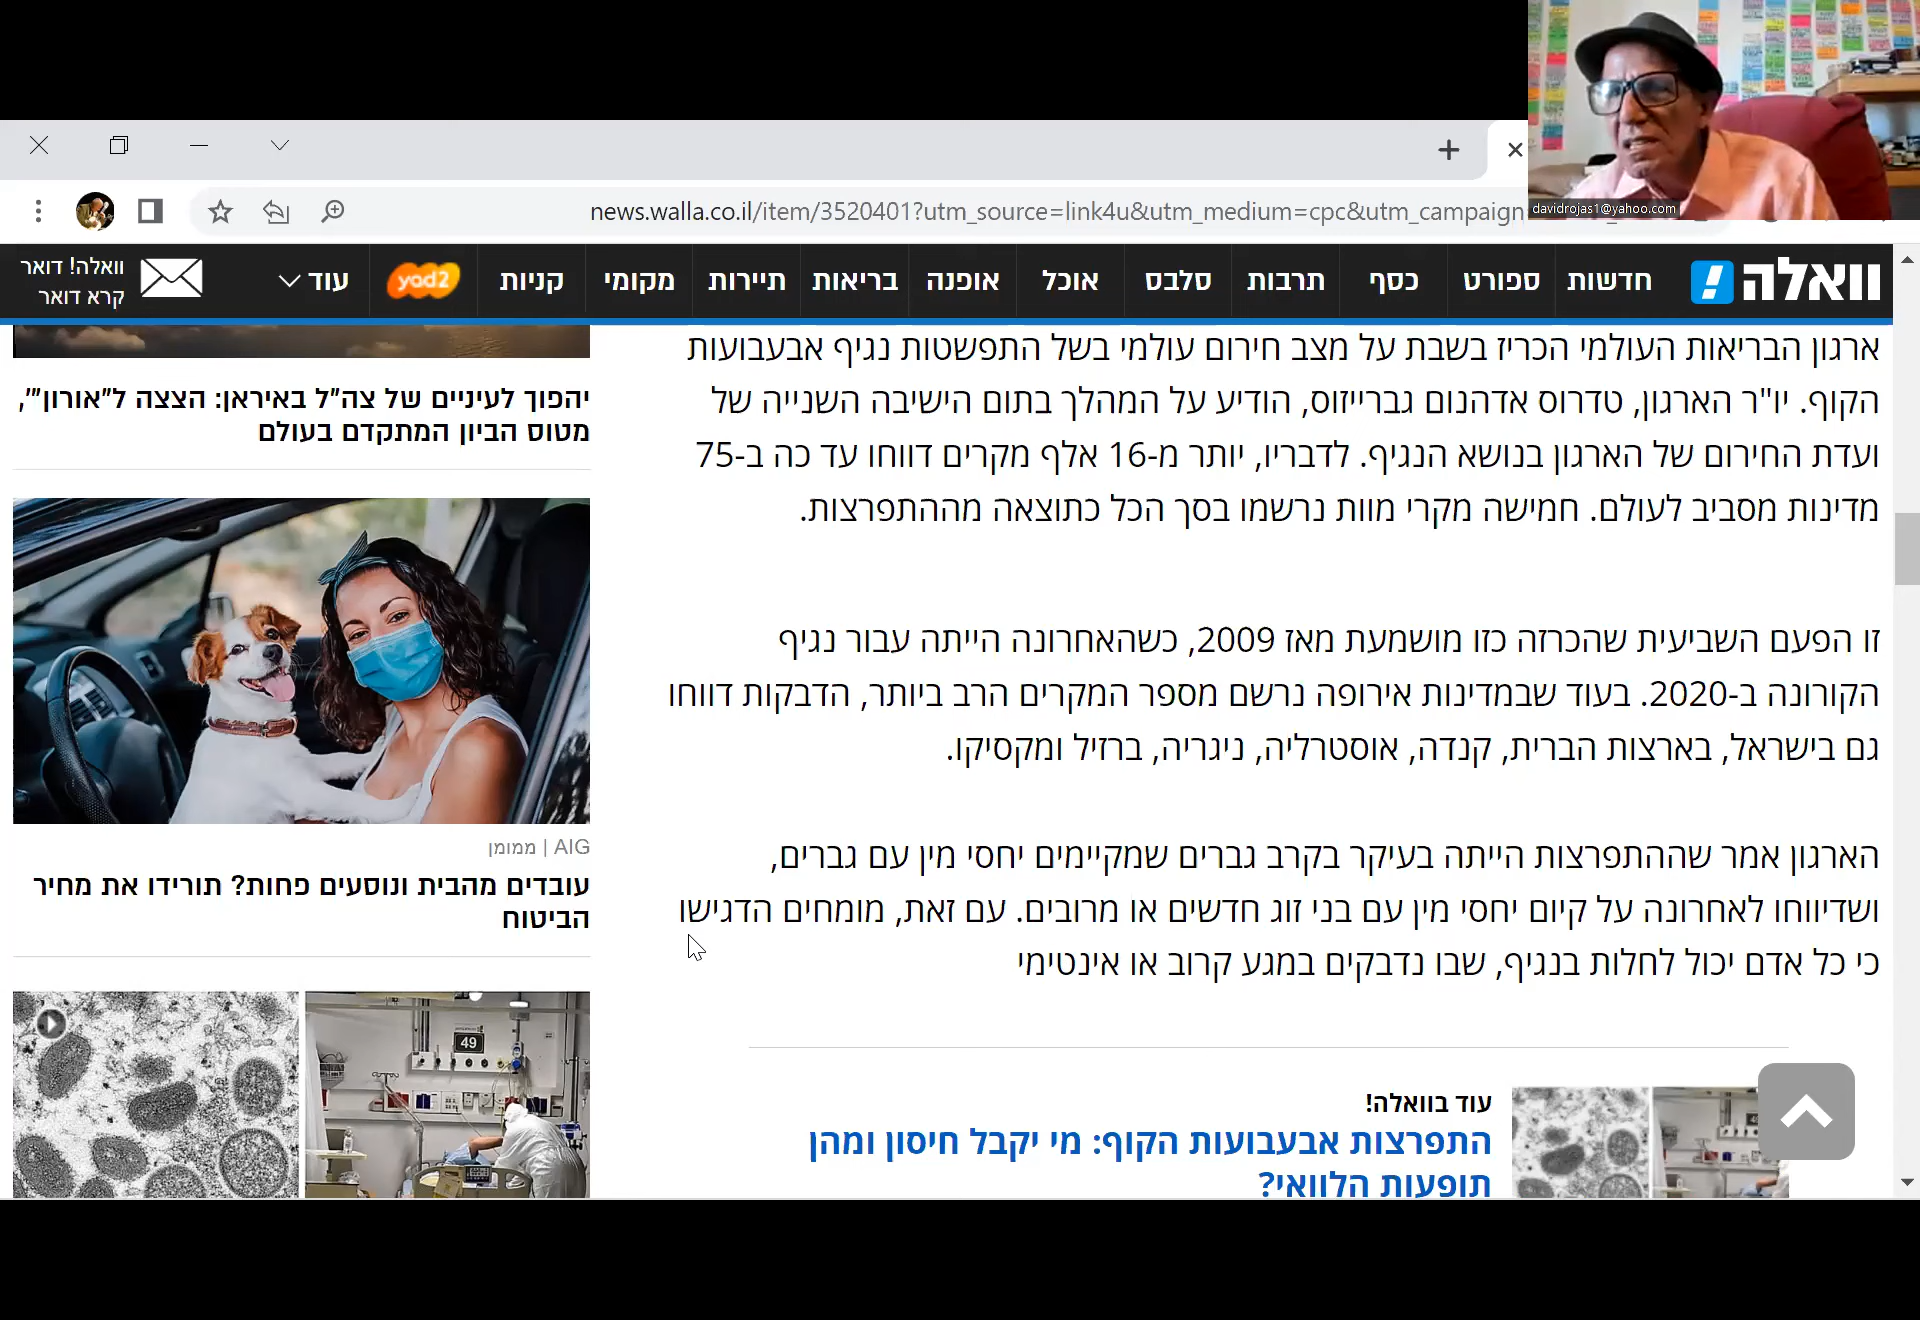 davidrojas1@yahoo.com
news.walla.co.il/item/3520401?utm_source=link4u&utm_medium=cpc&utm_campaign
וואלה!
חדשות
ספורט
כסף
תרבות
סלבס
אוכל
אופנה
בריאות
תיירות
מקומי
קניות
yad2
עוד
וואלה! דואר
קרא דואר
ארגון הבריאות העולמי הכריז בשבת על מצב חירום עולמי בשל התפשטות נגיף אבעבועות
הקוף. יו"ר הארגון, טדרוס אדהנום גברייזוס, הודיע על המהלך בתום הישיבה השנייה של
ועדת החירום של הארגון בנושא הנגיף. לדבריו, יותר מ-16 אלף מקרים דווחו עד כה ב-75
מדינות מסביב לעולם. חמישה מקרי מוות נרשמו בסך הכל כתוצאה מההתפרצות.
זו הפעם השביעית שהכרזה כזו מושמעת מאז 2009, כשהאחרונה הייתה עבור נגיף
הקורונה ב-2020. בעוד שבמדינות אירופה נרשם מספר המקרים הרב ביותר, הדבקות דווחו
גם בישראל, בארצות הברית, קנדה, אוסטרליה, ניגריה, ברזיל ומקסיקו.
הארגון אמר שההתפרצות הייתה בעיקר בקרב גברים שמקיימים יחסי מין עם גברים,
ושדיווחו לאחרונה על קיום יחסי מין עם בני זוג חדשים או מרובים. עם זאת, מומחים הדגישו
כי כל אדם יכול לחלות בנגיף, שבו נדבקים במגע קרוב או אינטימי
עוד בוואלה!
התפרצות אבעבועות הקוף: מי יקבל חיסון ומהן
תופעות הלוואי?
יהפוך לעיניים של צה"ל באיראן: הצצה ל"אורון",
מטוס הביון המתקדם בעולם
AIG | ממומן
עובדים מהבית ונוסעים פחות? תורידו את מחיר
הביטוח
49